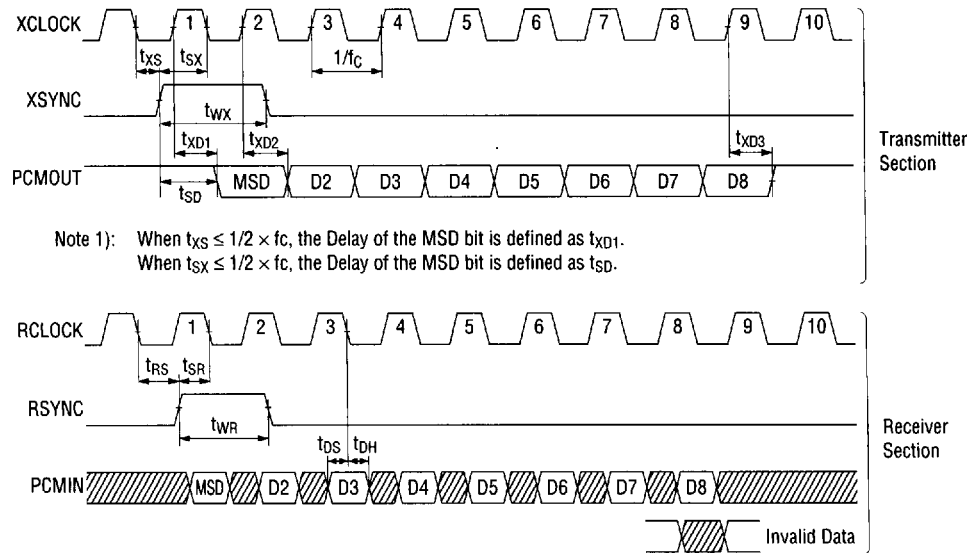 XCLOCK 1 2 3 4 5 6 7 8 9 10
tXS tSX 1/fC
XSYNC
tWX
tXD1 tXD2 tXD3
PCMOUT MSD D2 D3 D4 D5 D6 D7 D8
tSD
Transmitter
Section
Note 1): When tXS ≤ 1/2 × fc, the Delay of the MSD bit is defined as tXD1.
When tSX ≤ 1/2 × fc, the Delay of the MSD bit is defined as tSD.
RCLOCK 1 2 3 4 5 6 7 8 9 10
tRS tSR
RSYNC
tWR
tDS tDH
PCMIN MSD D2 D3 D4 D5 D6 D7 D8
Receiver
Section
Invalid Data